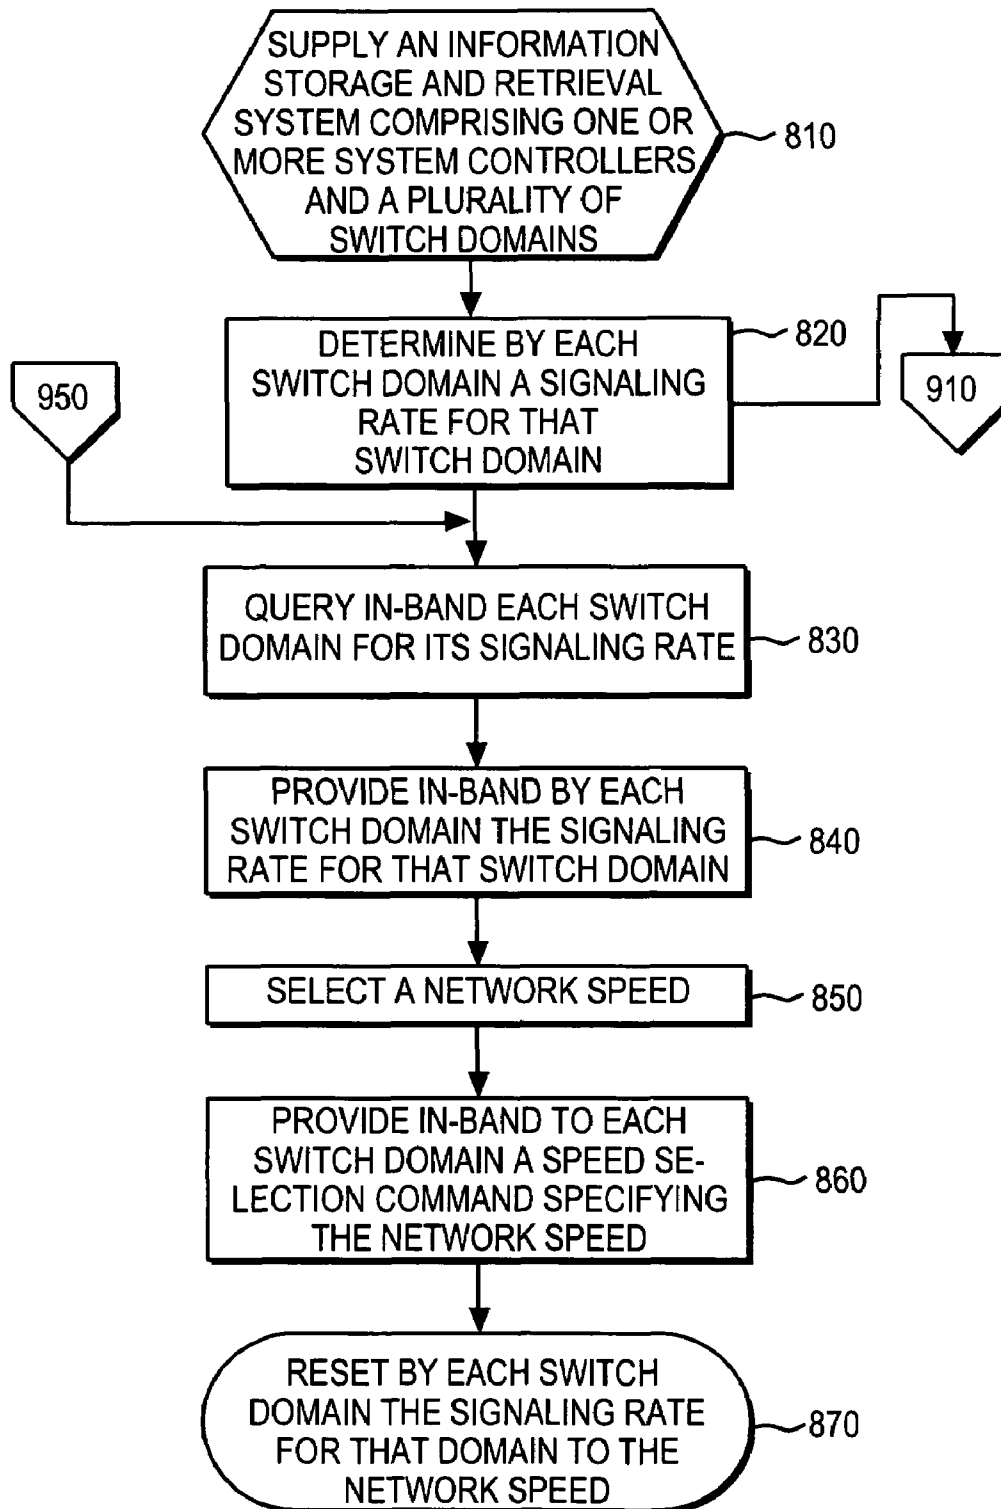 SUPPLY AN INFORMATION
STORAGE AND RETRIEVAL
SYSTEM COMPRISING ONE OR
MORE SYSTEM CONTROLLERS
AND A PLURALITY OF
SWITCH DOMAINS
810
DETERMINE BY EACH
SWITCH DOMAIN A SIGNALING
RATE FOR THAT
SWITCH DOMAIN
820
950
910
QUERY IN-BAND EACH SWITCH
DOMAIN FOR ITS SIGNALING RATE
830
PROVIDE IN-BAND BY EACH
SWITCH DOMAIN THE SIGNALING
RATE FOR THAT SWITCH DOMAIN
840
SELECT A NETWORK SPEED
850
PROVIDE IN-BAND TO EACH
SWITCH DOMAIN A SPEED SE-
LECTION COMMAND SPECIFYING
THE NETWORK SPEED
860
RESET BY EACH SWITCH
DOMAIN THE SIGNALING RATE
FOR THAT DOMAIN TO THE
NETWORK SPEED
870